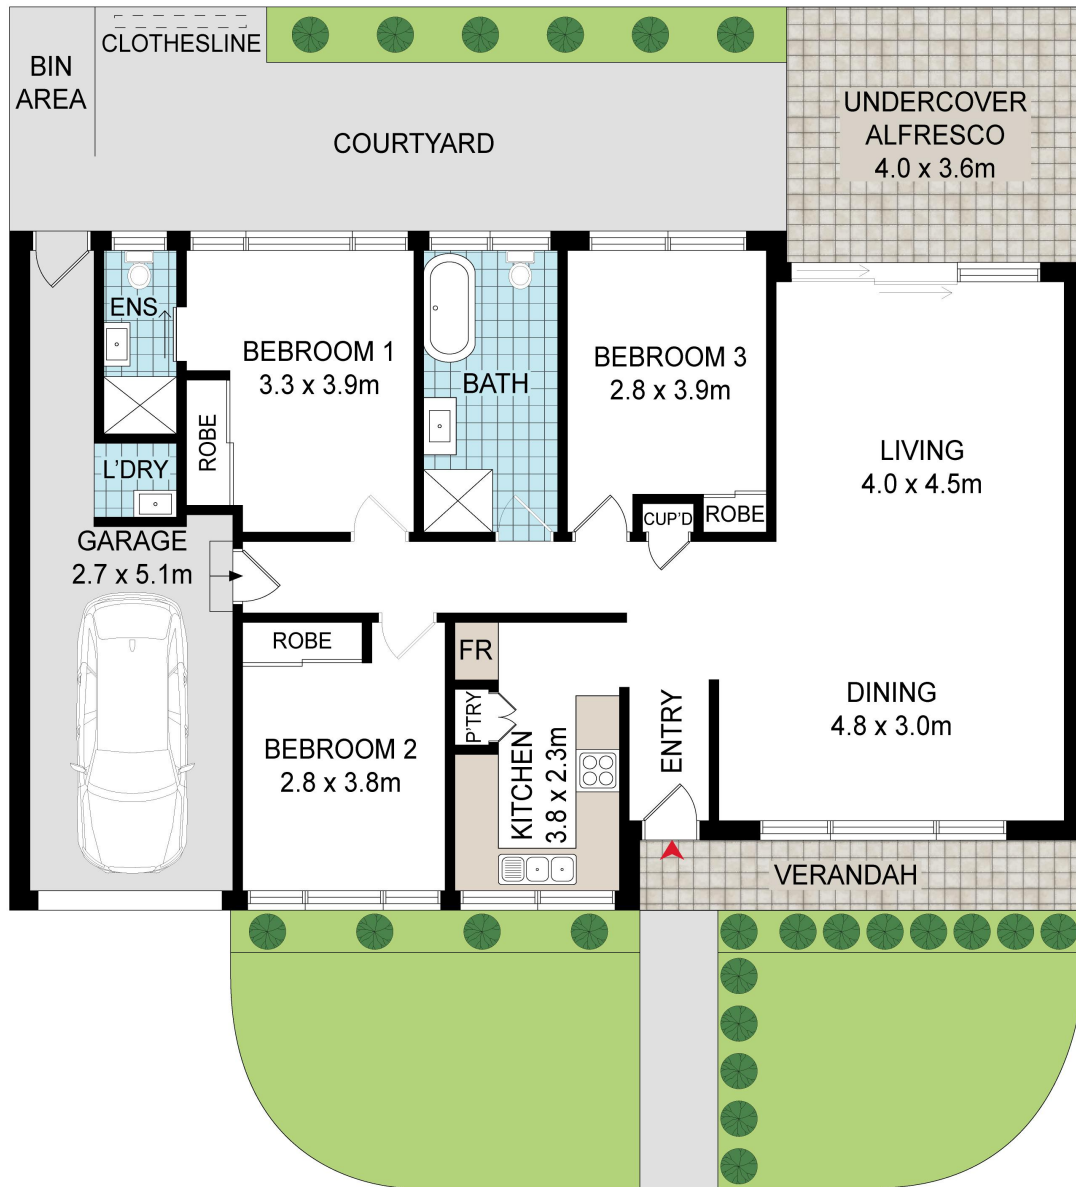 CLOTHESLINE
BIN
AREA
COURTYARD
UNDERCOVER
ALFRESCO
4.0 x 3.6m
ENS
BEBROOM 1
3.3 x 3.9m
BATH
BEBROOM 3
2.8 x 3.9m
ROBE
L'DRY
LIVING
4.0 x 4.5m
CUP'D
ROBE
GARAGE
2.7 x 5.1m
ROBE
FR
P'TRY
BEBROOM 2
2.8 x 3.8m
KITCHEN
3.8 x 2.3m
ENTRY
DINING
4.8 x 3.0m
VERANDAH